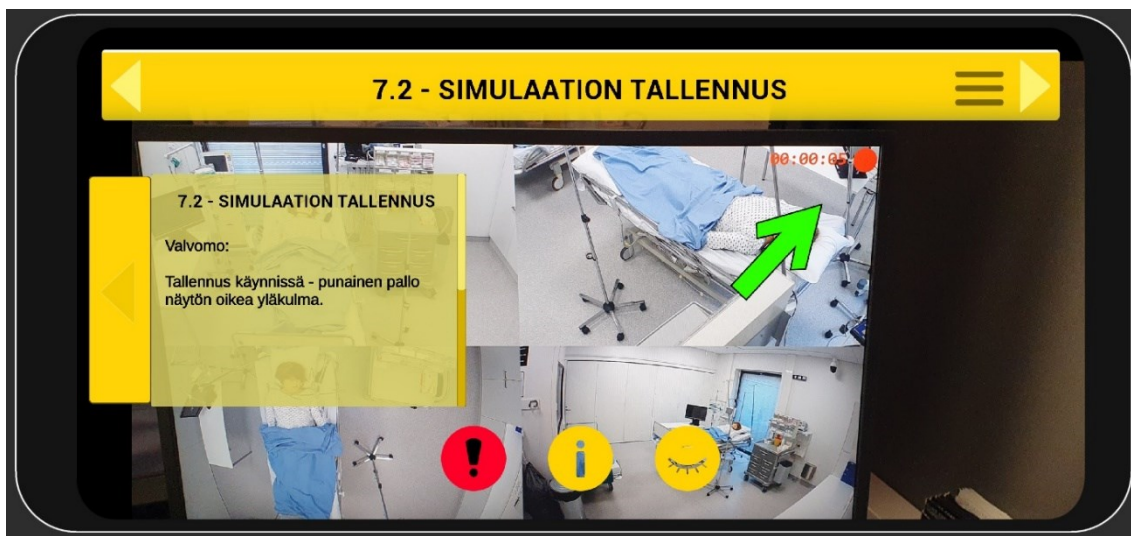 7.2 - SIMULAATION TALLENNUS
00:00:05
7.2 - SIMULAATION TALLENNUS
Valvomo:
Tallennus käynnissä - punainen pallo
näytön oikea yläkulma.